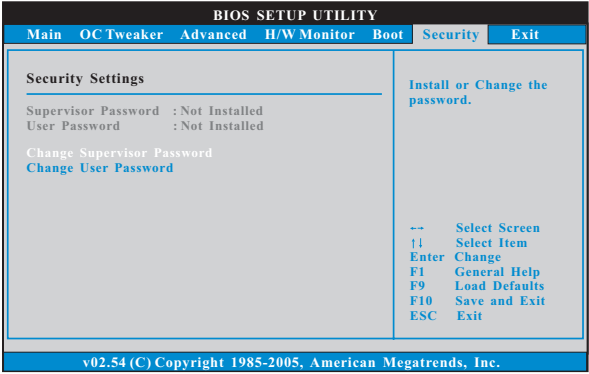 BIOS SETUP UTILITY
Main OC Tweaker Advanced H/W Monitor Boot Security Exit
Security Settings
Supervisor Password : Not Installed
User Password : Not Installed
Change Supervisor Password
Change User Password
Install or Change the
password.
←→ Select Screen
↑↓ Select Item
Enter Change
F1 General Help
F9 Load Defaults
F10 Save and Exit
ESC Exit
v02.54 (C) Copyright 1985-2005, American Megatrends, Inc.